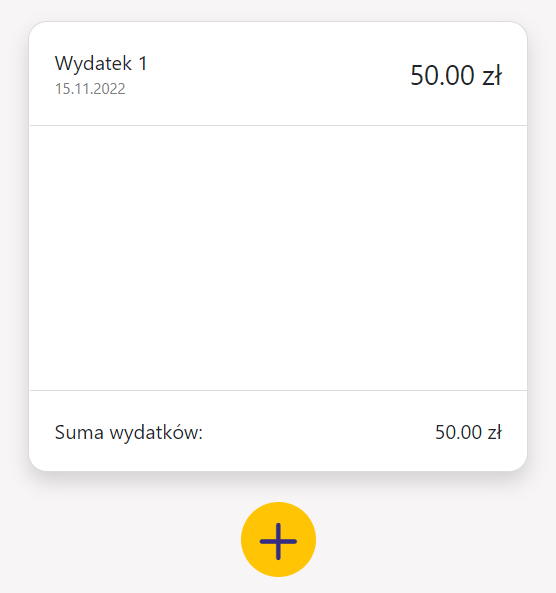 Wydatek 1
50.00 zł
15.11.2022
Suma wydatków: 50.00 zł